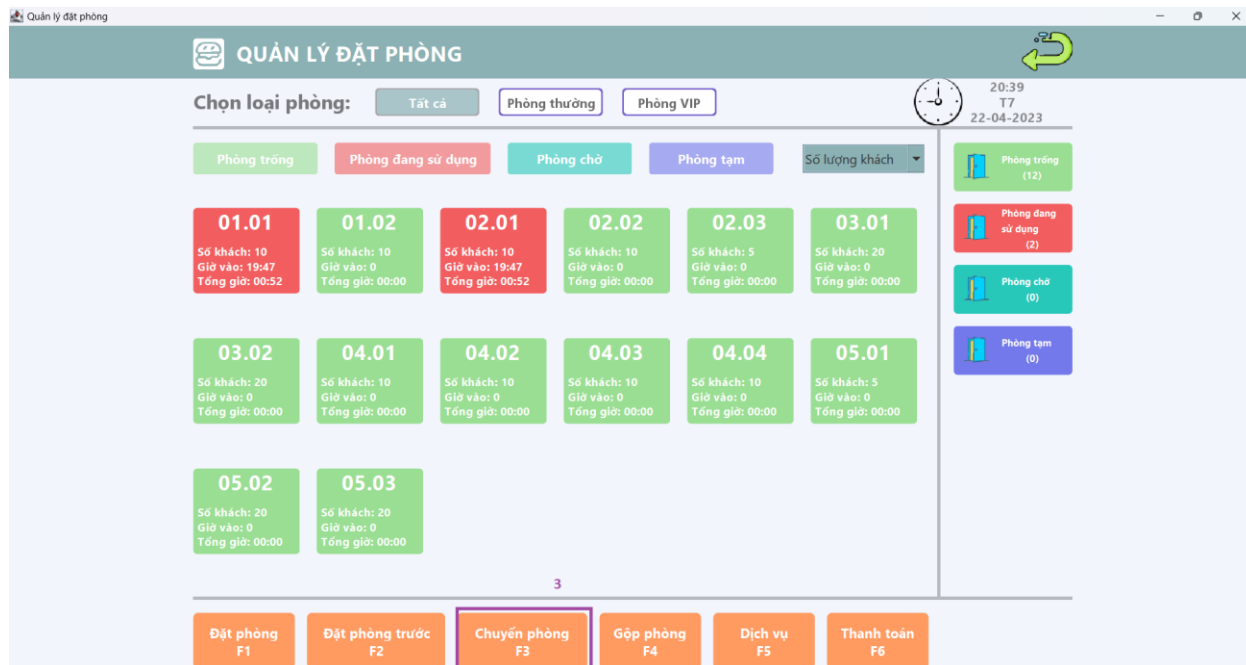 Quản lý đặt phòng
QUẢN LÝ ĐẶT PHÒNG
Chọn loại phòng:
Tất cả
Phòng thường
Phòng VIP
20:39
T7
22-04-2023
Phòng trống
Phòng đang sử dụng
Phòng chờ
Phòng tạm
Số lượng khách
01.01
Số khách: 10
Giờ vào: 19:47
Tổng giờ: 00:52
01.02
Số khách: 10
Giờ vào: 0
Tổng giờ: 00:00
02.01
Số khách: 10
Giờ vào: 19:47
Tổng giờ: 00:52
02.02
Số khách: 10
Giờ vào: 0
Tổng giờ: 00:00
02.03
Số khách: 5
Giờ vào: 0
Tổng giờ: 00:00
03.01
Số khách: 20
Giờ vào: 0
Tổng giờ: 00:00
03.02
Số khách: 20
Giờ vào: 0
Tổng giờ: 00:00
04.01
Số khách: 10
Giờ vào: 0
Tổng giờ: 00:00
04.02
Số khách: 10
Giờ vào: 0
Tổng giờ: 00:00
04.03
Số khách: 10
Giờ vào: 0
Tổng giờ: 00:00
04.04
Số khách: 10
Giờ vào: 0
Tổng giờ: 00:00
05.01
Số khách: 5
Giờ vào: 0
Tổng giờ: 00:00
05.02
Số khách: 20
Giờ vào: 0
Tổng giờ: 00:00
05.03
Số khách: 20
Giờ vào: 0
Tổng giờ: 00:00
Phòng trống
(12)
Phòng đang
sử dụng
(2)
Phòng chờ
(0)
Phòng tạm
(0)
3
Đặt phòng
F1
Đặt phòng trước
F2
Chuyển phòng
F3
Gộp phòng
F4
Dịch vụ
F5
Thanh toán
F6